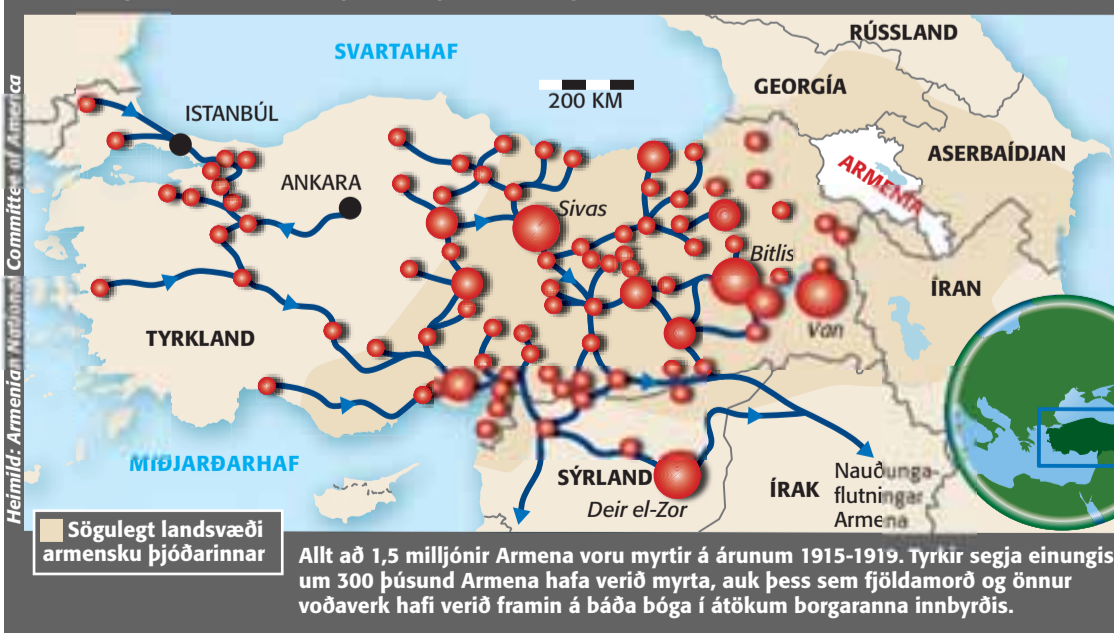 SVARTAHAF
RÚSSLAND
GEORGÍA
200 KM
ISTANBÚL
ASERBAÍDJAN
ARMENÍA
ANKARA
Sivas
Bitlis
ÍRAN
TYRKLAND
Van
MIÐJARÐARHAF
SÝRLAND
Deir el-Zor
ÍRAK
Nauðunga-
flutningar
Armena
Heimild: Armenian National Committee of America
Sögulegt landsvæði
armensku þjóðarinnar
Allt að 1,5 milljónir Armena voru myrtir á árunum 1915-1919. Tyrkir segja einungis
um 300 þúsund Armena hafa verið myrta, auk þess sem fjöldamorð og önnur
voðaverk hafi verið framin á báða bóga í átökum borgaranna innbyrðis.